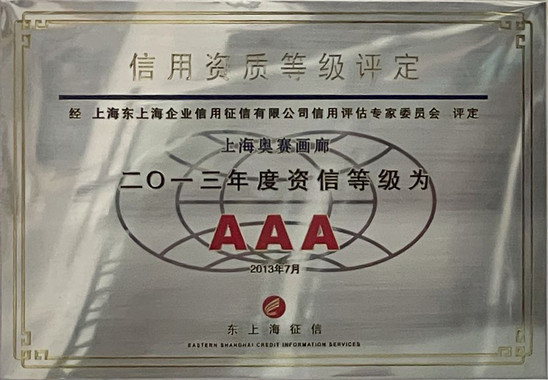 信用资质等级评定
经 上海东上海企业信用征信有限公司信用评估专家委员会 评定
上海奥赛画廊
二〇一三年度资信等级为
AAA
2013年7月
东上海征信
EASTERN SHANGHAI CREDIT INFORMATION SERVICES